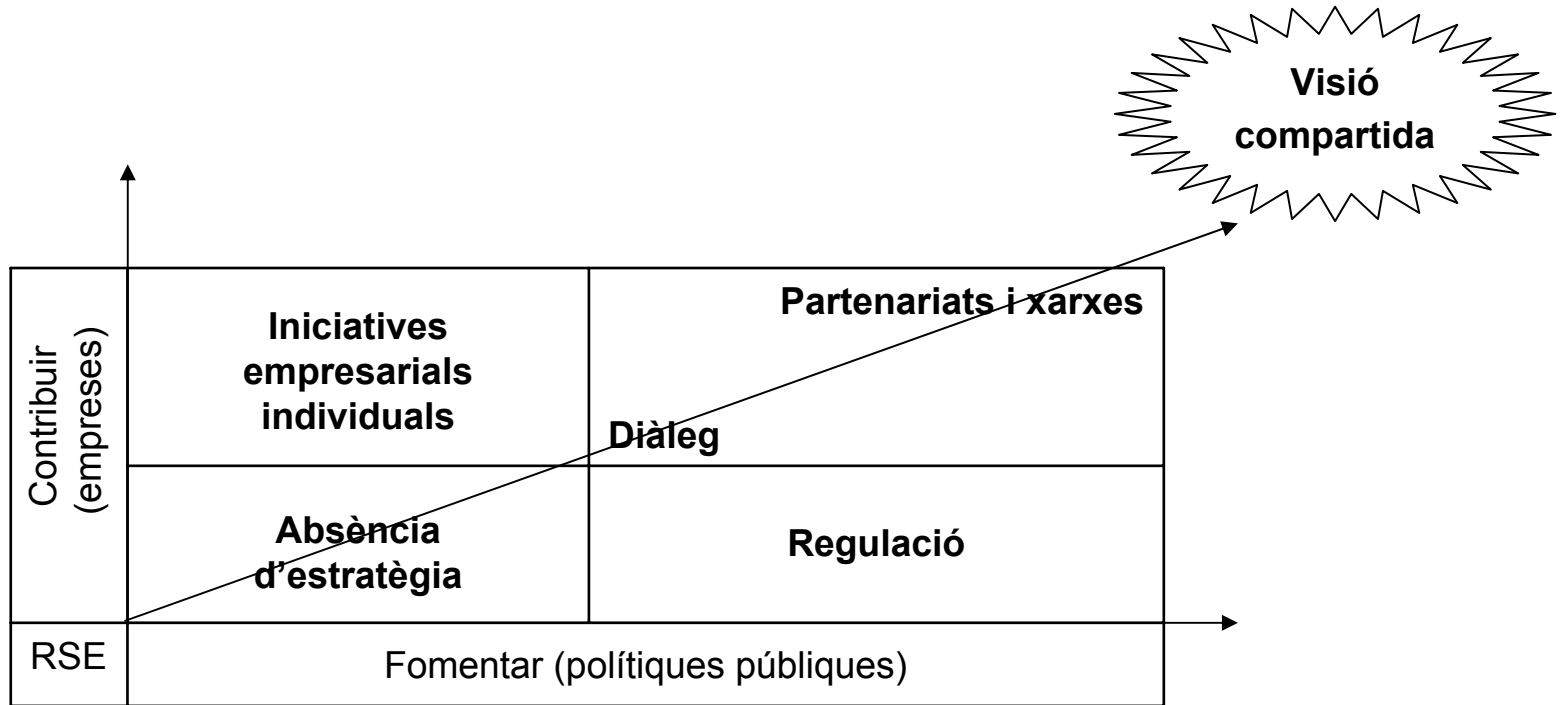 Visió
compartida
Contribuir
(empreses)
Iniciatives
empresarials
individuals
Partenariats i xarxes
Diàleg
Absència
d’estratègia
Regulació
RSE
Fomentar (polítiques públiques)